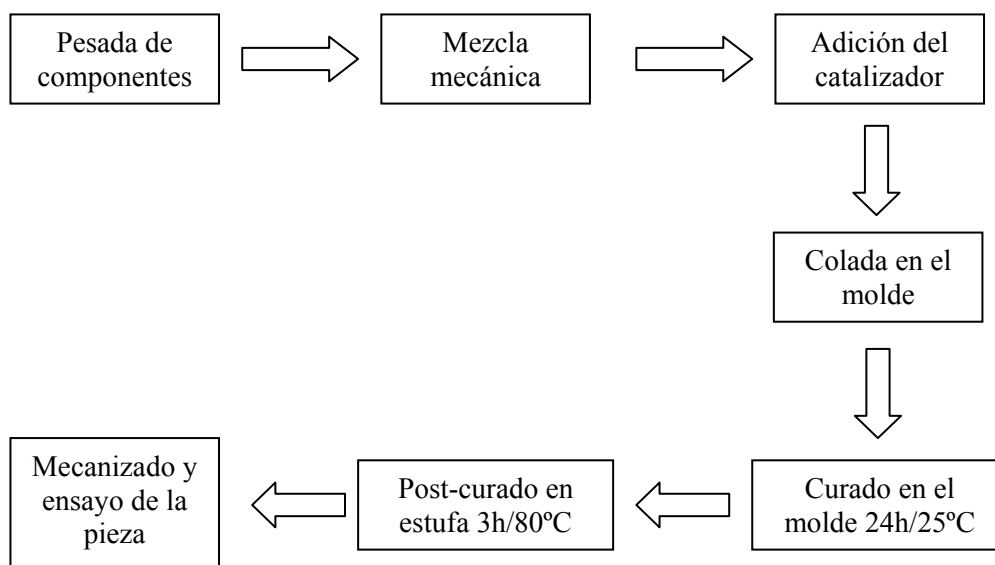 Pesada de
componentes
Mezcla
mecánica
Adición del
catalizador
Colada en el
molde
Curado en el
molde 24h/25ºC
Post-curado en
estufa 3h/80ºC
Mecanizado y
ensayo de la
pieza